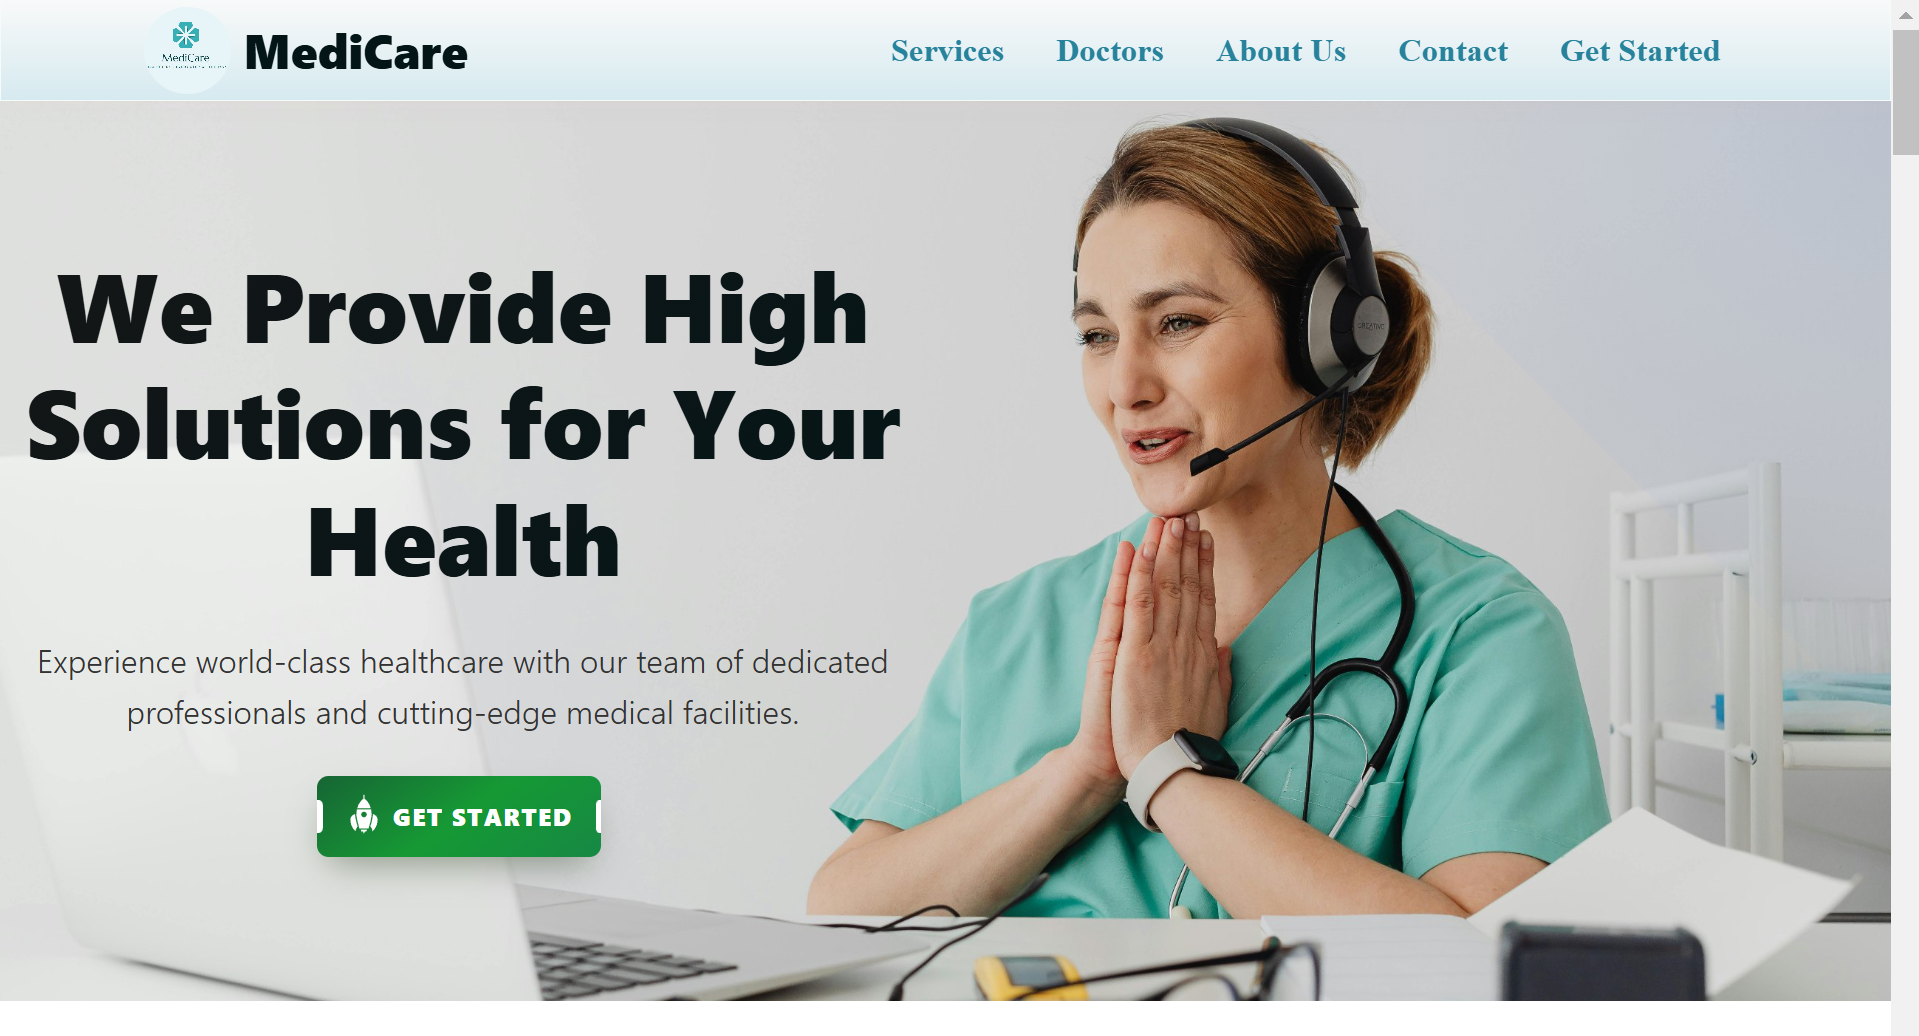 MediCare
MediCare
Services
Doctors
About Us
Contact
Get Started
We Provide High
Solutions for Your
Health
Experience world-class healthcare with our team of dedicated
professionals and cutting-edge medical facilities.
GET STARTED